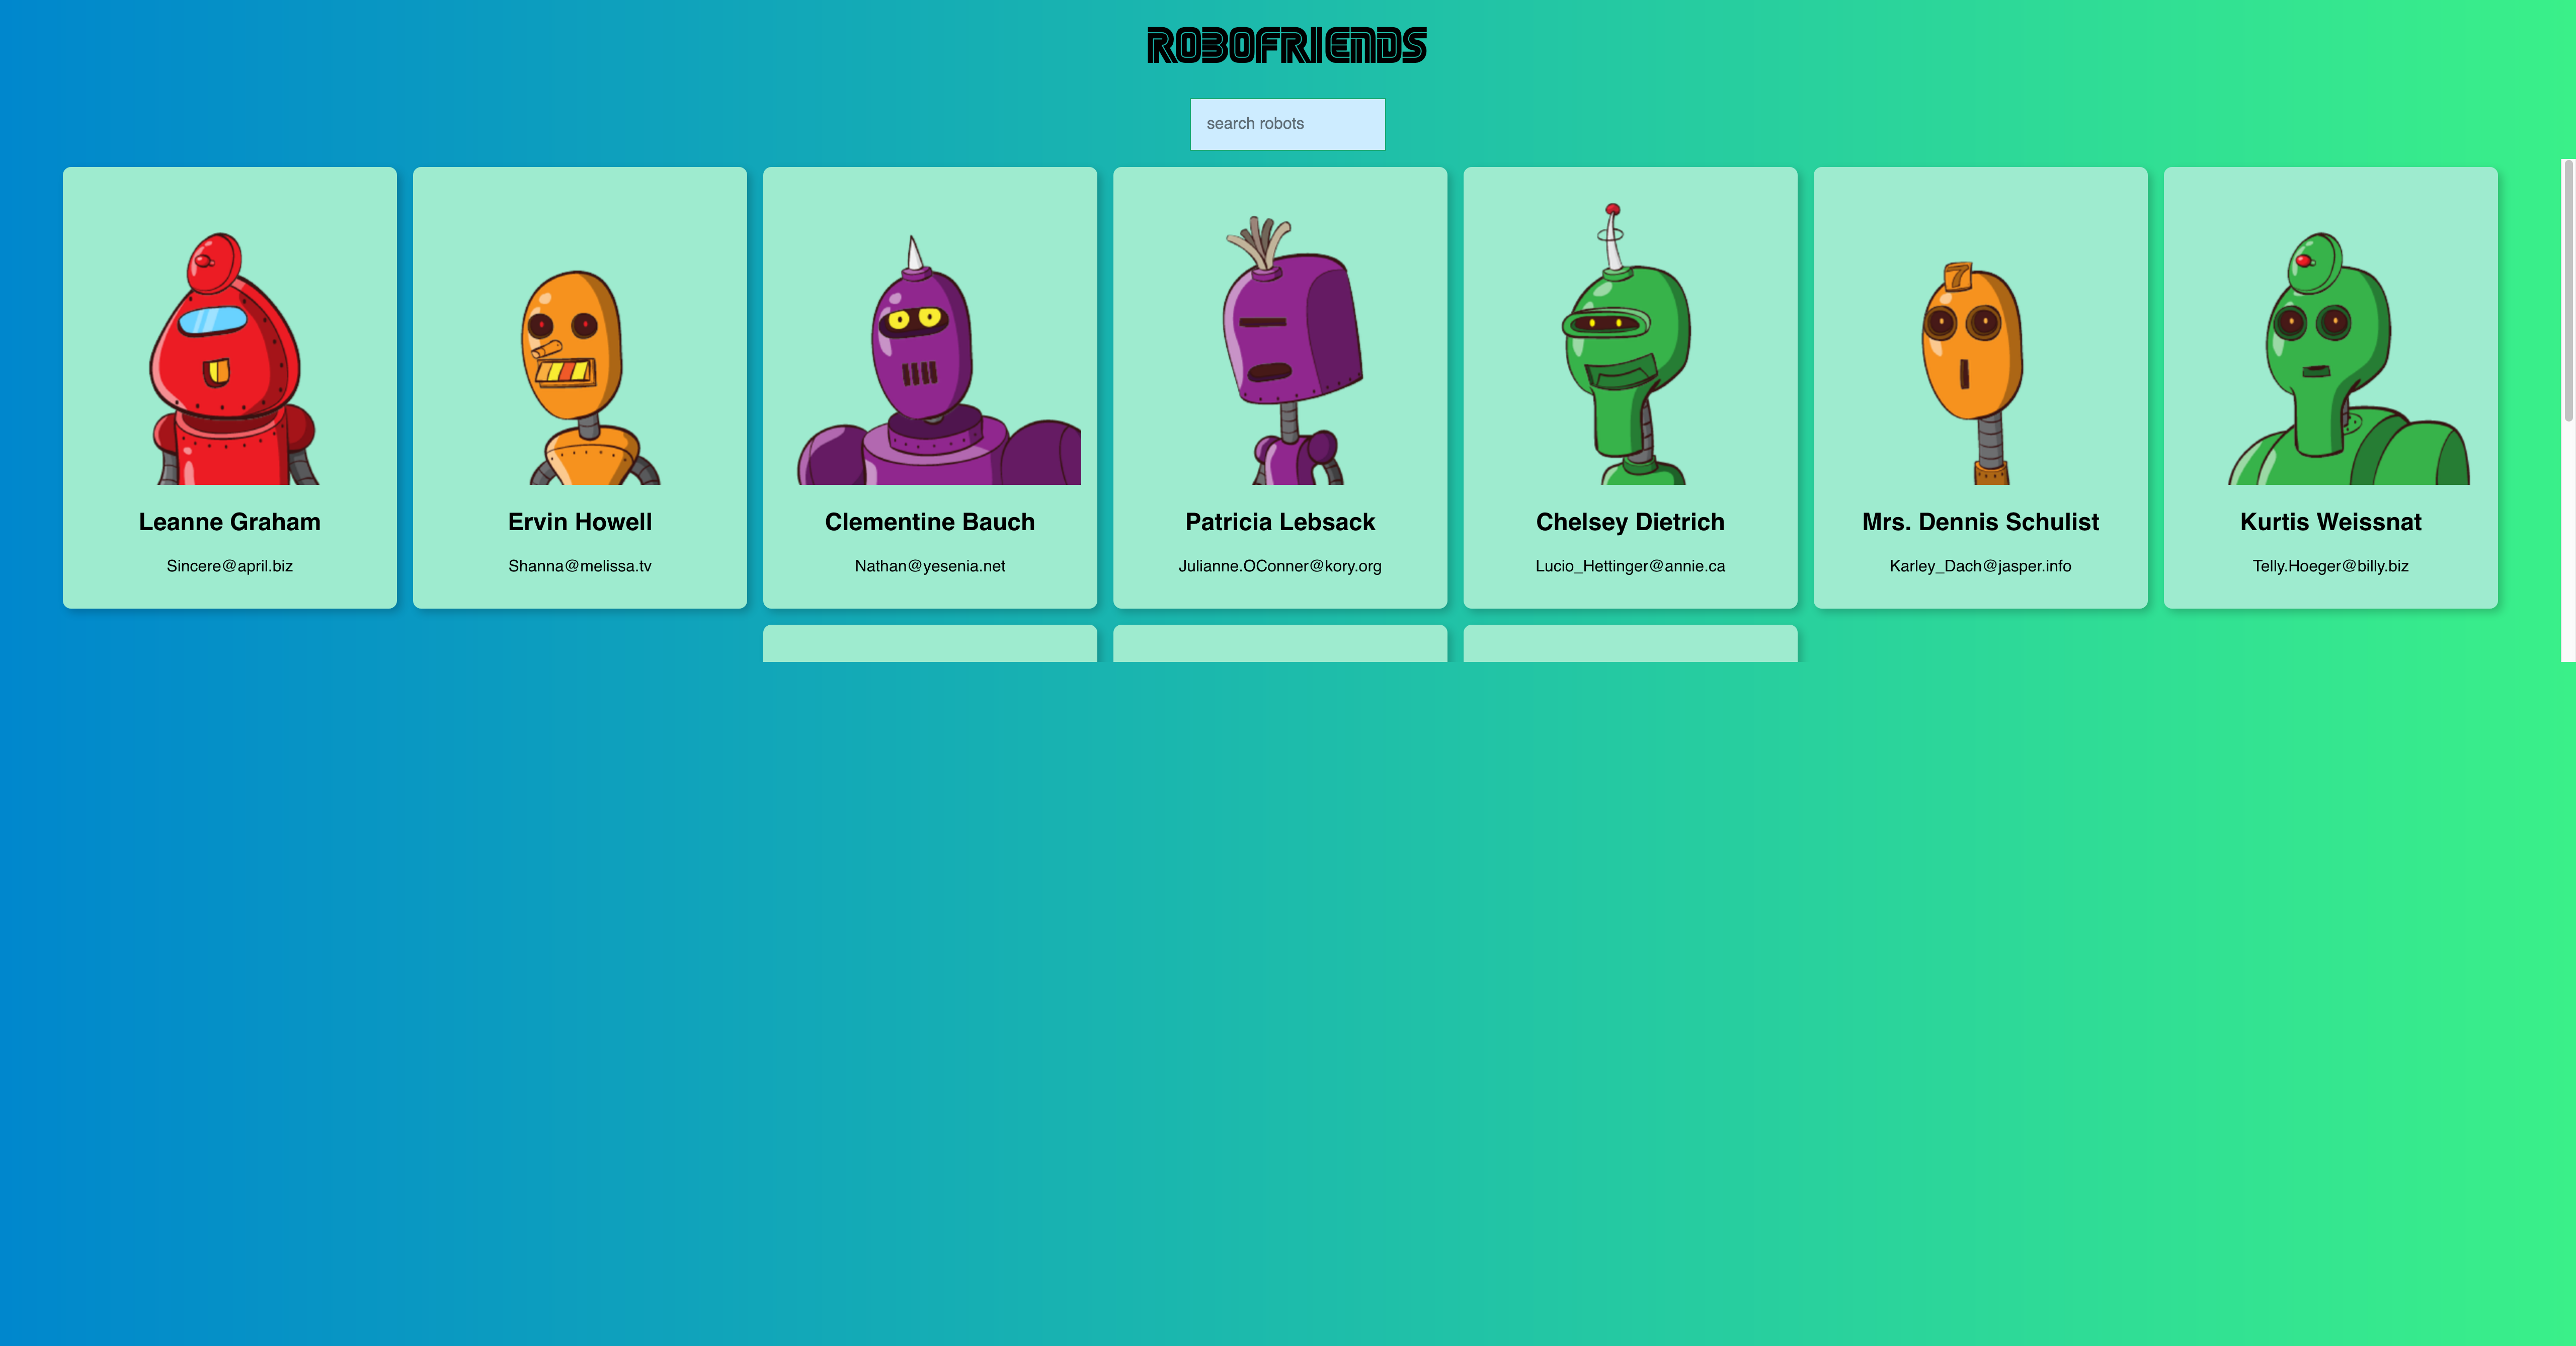 ROBOFRIENDS
search robots
7
Leanne Graham
Ervin Howell
Clementine Bauch
Patricia Lebsack
Chelsey Dietrich
Mrs. Dennis Schulist
Kurtis Weissnat
Sincere@april.biz
Shanna@melissa.tv
Nathan@yesenia.net
Julianne.OConner@kory.org
Lucio_Hettinger@annie.ca
Karley_Dach@jasper.info
Telly.Hoeger@billy.biz